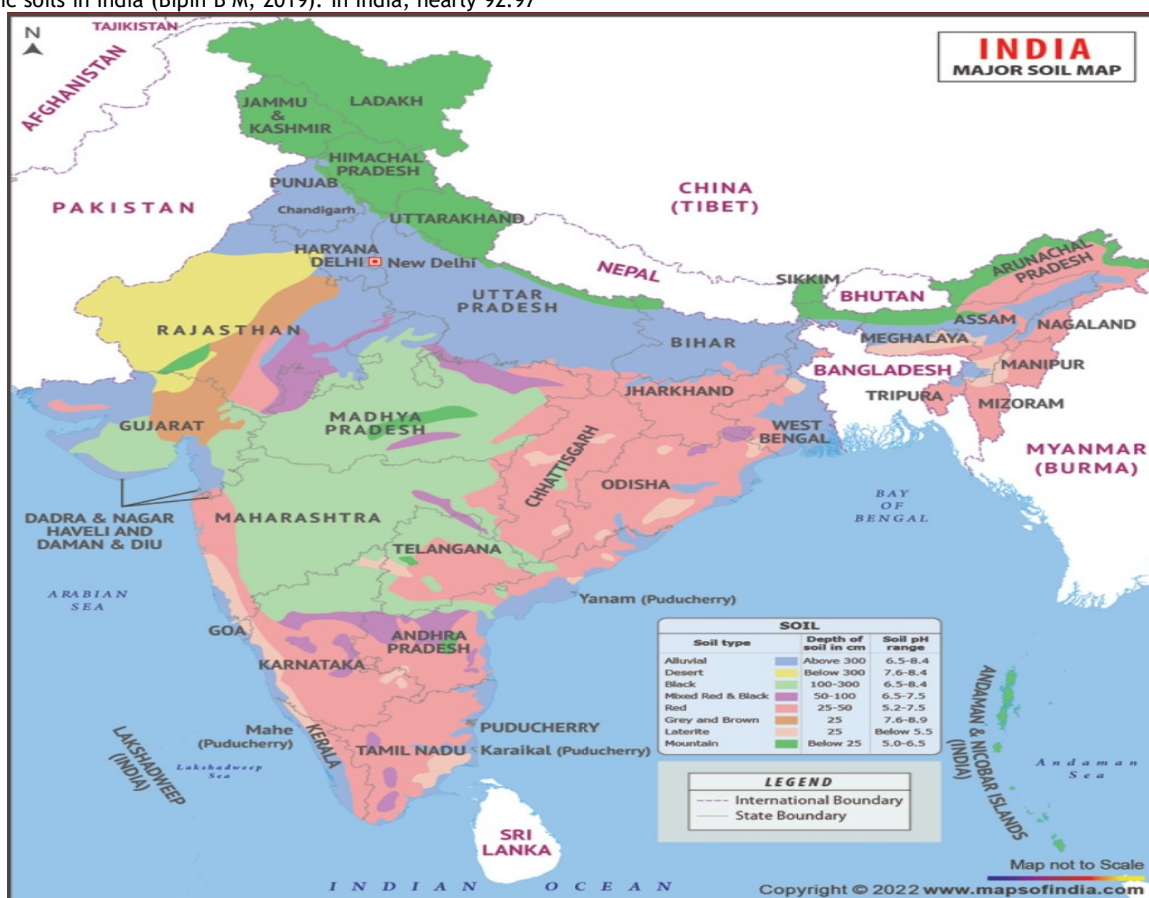 ic soils in India (Bipin B M, 2019). In India, nearly 92.97
N
TAJIKISTAN
AFGHANISTAN
INDIA
MAJOR SOIL MAP
JAMMU
&
KASHMIR
LADAKH
HIMACHAL
PRADESH
PUNJAB
Chandigarh
UTTARAKHAND
PAKISTAN
CHINA
(TIBET)
HARYANA
DELHI
New Delhi
NEPAL
SIKKIM
BHUTAN
ARUNACHAL
PRADESH
UTTAR
PRADESH
RAJASTHAN
BIHAR
ASSAM
NAGALAND
MEGHALAYA
MANIPUR
BANGLADESH
TRIPURA
MIZORAM
JHARKHAND
WEST
BENGAL
MYANMAR
(BURMA)
GUJARAT
MADHYA
PRADESH
CHHATTISGARH
ODISHA
DADRA & NAGAR
HAVELI AND
DAMAN & DIU
MAHARASHTRA
TELANGANA
BAY
OF
BENGAL
ARABIAN
SEA
Yanam (Puducherry)
GOA
KARNATAKA
ANDHRA
PRADESH
SOIL
Soil type Depth of soil in cm Soil pH range
Alluvial Above 300 6.5-8.4
Desert Below 300 7.6-8.4
Black 100-300 6.5-8.4
Mixed Red & Black 50-100 6.5-7.5
Red 25-50 5.2-7.5
Grey and Brown 25 7.6-8.9
Laterite 25 Below 5.5
Mountain Below 25 5.0-6.5
Mahe
(Puducherry)
KERALA
TAMIL NADU
PUDUCHERRY
Karaikal (Puducherry)
LAKSHADWEEP
(INDIA)
Lakshadweep
Sea
ANDAMAN & NICOBAR ISLANDS
(INDIA)
Andaman
Sea
LEGEND
International Boundary
State Boundary
SRI
LANKA
INDIAN OCEAN
Map not to Scale
Copyright © 2022 www.mapsofindia.com